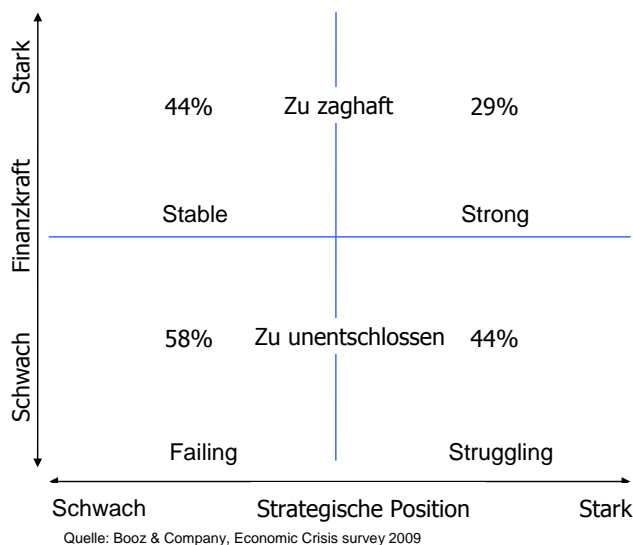 Stark
44% Zu zaghaft 29%
Stable Strong
Finanzkraft
58% Zu unentschlossen 44%
Schwach
Failing Struggling
Schwach Strategische Position Stark
Quelle: Booz & Company, Economic Crisis survey 2009